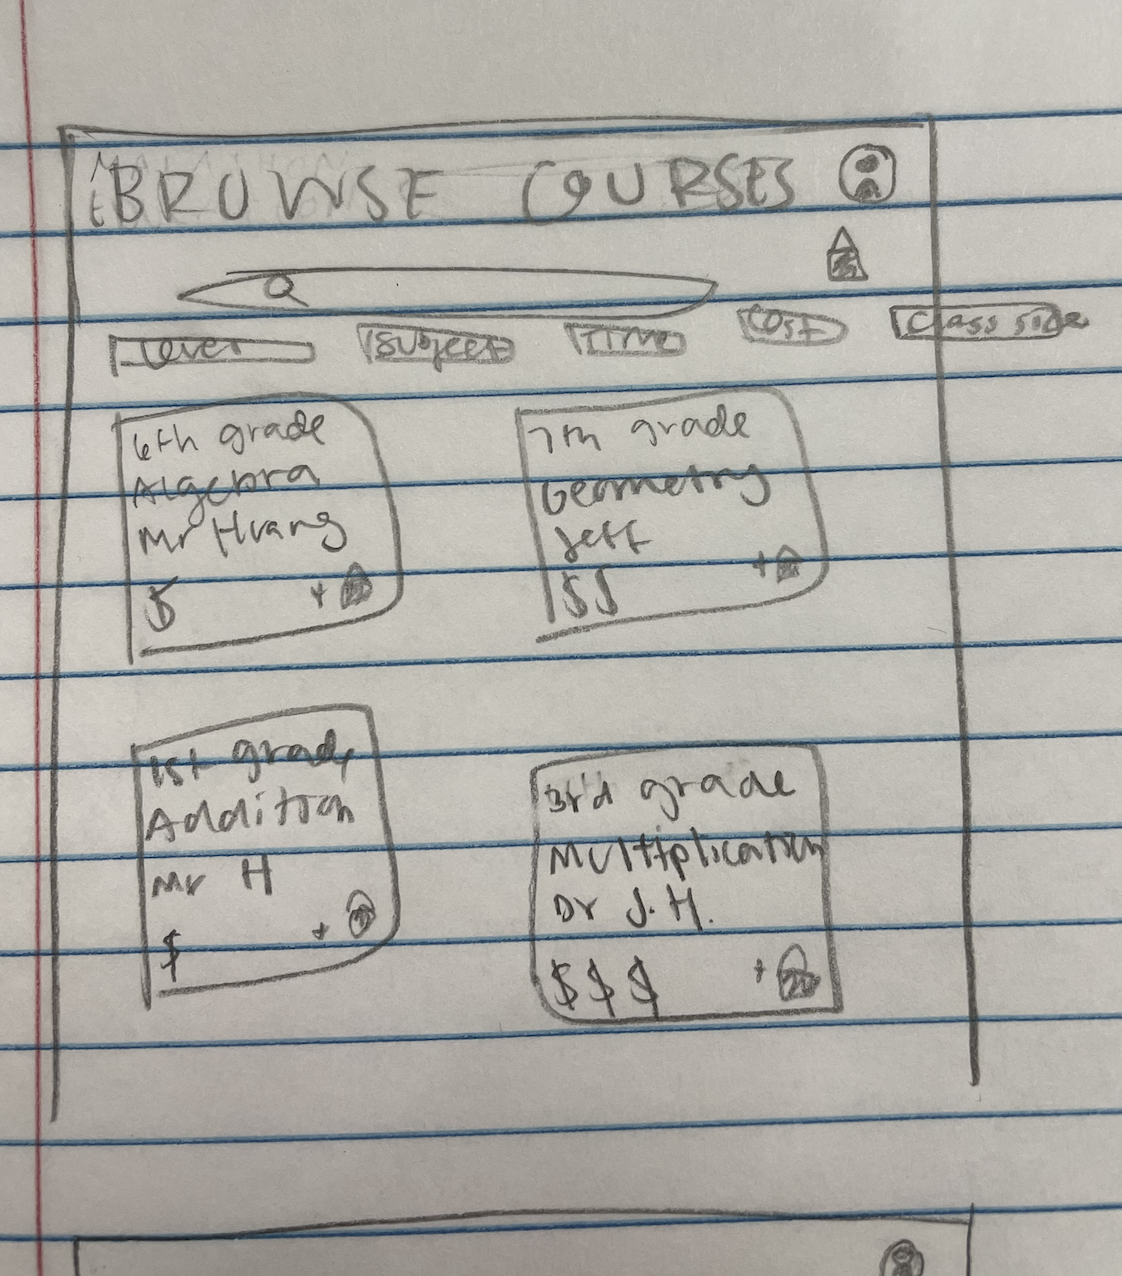 BROWSE COURSES
Level Subject Time Cost Class size
6th grade
Algebra
Mr Hvang
$ +
7th grade
Geometry
Jeff
$$ +
1st grade
Addition
Mr H
$ +
3rd grade
Multiplication
Dr J.H.
$$$ +